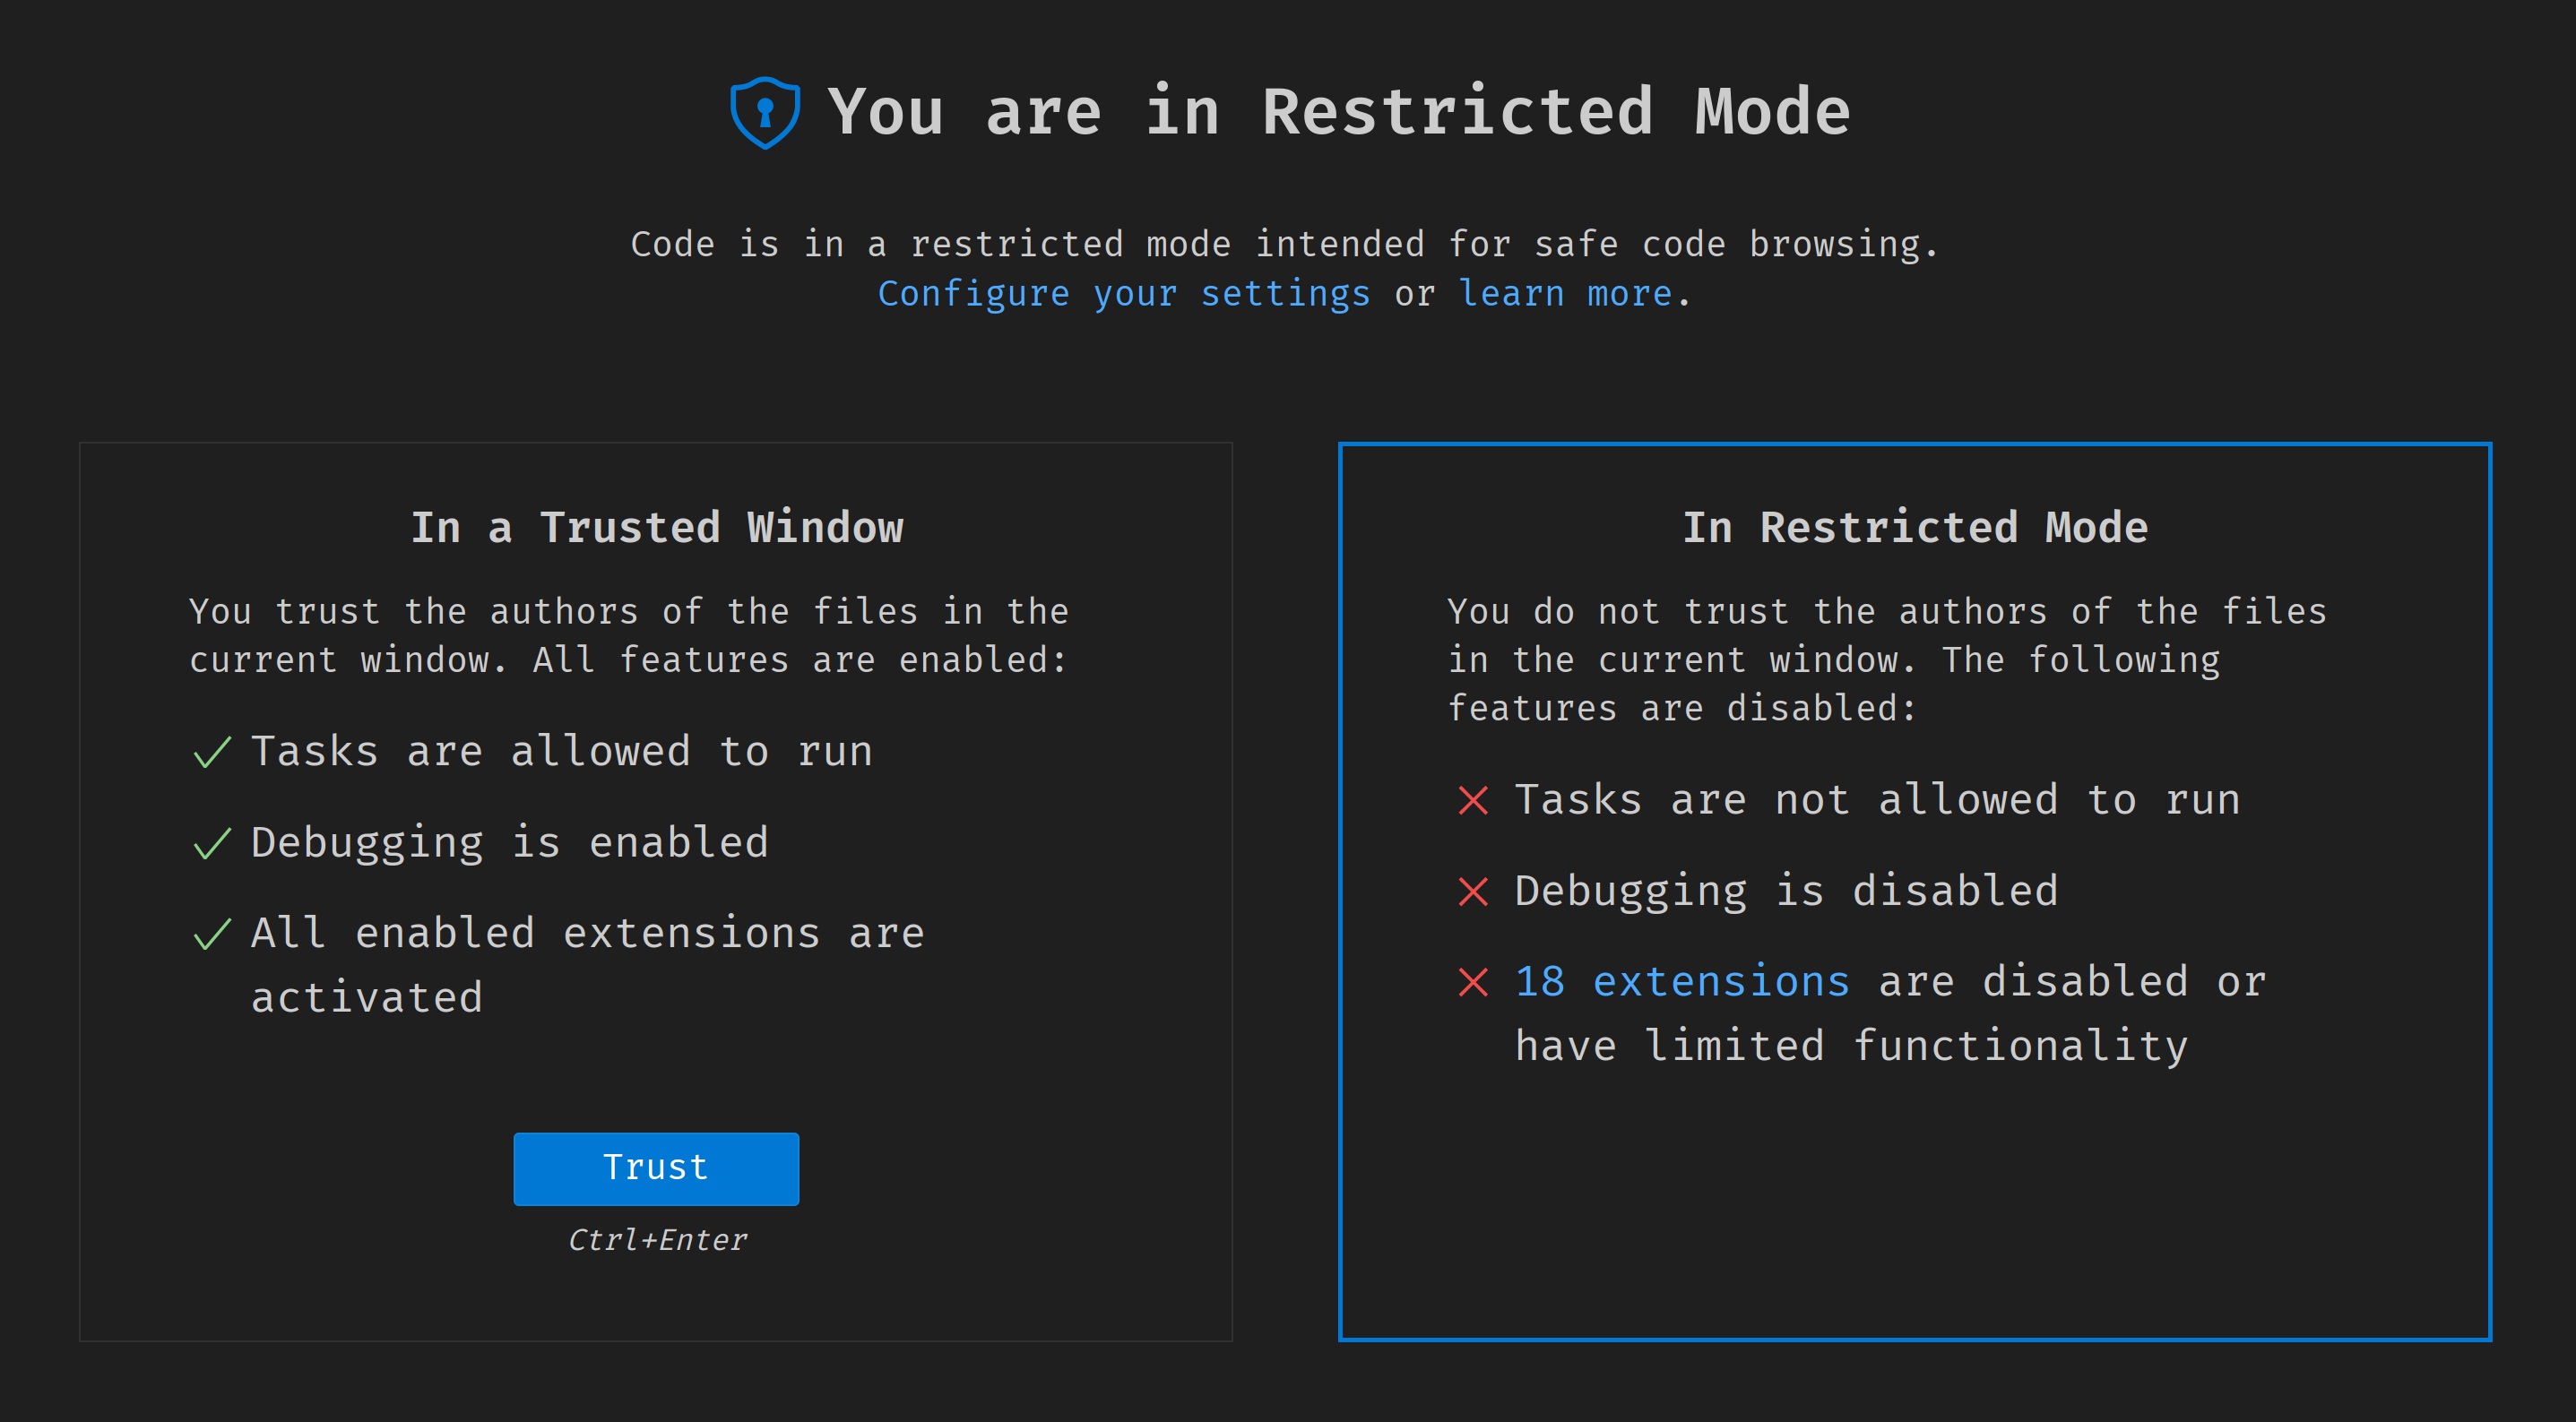 You are in Restricted Mode
Code is in a restricted mode intended for safe code browsing.
Configure your settings or learn more.
In a Trusted Window
You trust the authors of the files in the
current window. All features are enabled:
Tasks are allowed to run
Debugging is enabled
All enabled extensions are
activated
Trust
Ctrl+Enter
In Restricted Mode
You do not trust the authors of the files
in the current window. The following
features are disabled:
Tasks are not allowed to run
Debugging is disabled
18 extensions are disabled or
have limited functionality